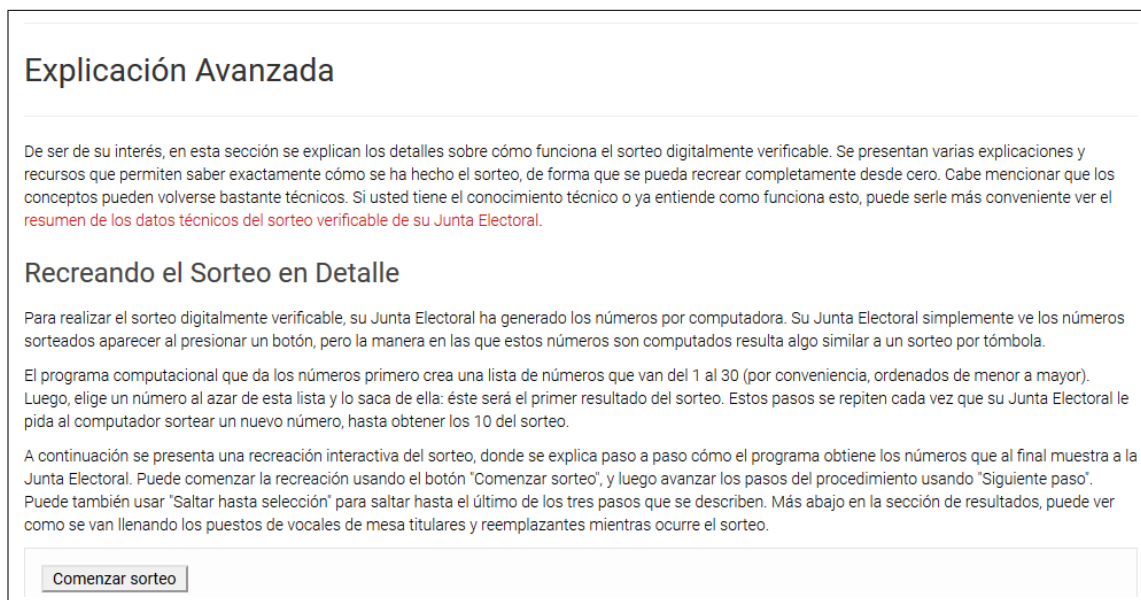 Explicación Avanzada
De ser de su interés, en esta sección se explican los detalles sobre cómo funciona el sorteo digitalmente verificable. Se presentan varias explicaciones y
recursos que permiten saber exactamente cómo se ha hecho el sorteo, de forma que se pueda recrear completamente desde cero. Cabe mencionar que los
conceptos pueden volverse bastante técnicos. Si usted tiene el conocimiento técnico o ya entiende como funciona esto, puede serle más conveniente ver el
resumen de los datos técnicos del sorteo verificable de su Junta Electoral.
Recreando el Sorteo en Detalle
Para realizar el sorteo digitalmente verificable, su Junta Electoral ha generado los números por computadora. Su Junta Electoral simplemente ve los números
sorteados aparecer al presionar un botón, pero la manera en las que estos números son computados resulta algo similar a un sorteo por tómbola.
El programa computacional que da los números primero crea una lista de números que van del 1 al 30 (por conveniencia, ordenados de menor a mayor).
Luego, elige un número al azar de esta lista y lo saca de ella: éste será el primer resultado del sorteo. Estos pasos se repiten cada vez que su Junta Electoral le
pida al computador sortear un nuevo número, hasta obtener los 10 del sorteo.
A continuación se presenta una recreación interactiva del sorteo, donde se explica paso a paso cómo el programa obtiene los números que al final muestra a la
Junta Electoral. Puede comenzar la recreación usando el botón "Comenzar sorteo", y luego avanzar los pasos del procedimiento usando "Siguiente paso".
Puede también usar "Saltar hasta selección" para saltar hasta el último de los tres pasos que se describen. Más abajo en la sección de resultados, puede ver
como se van llenando los puestos de vocales de mesa titulares y reemplazantes mientras ocurre el sorteo.
Comenzar sorteo